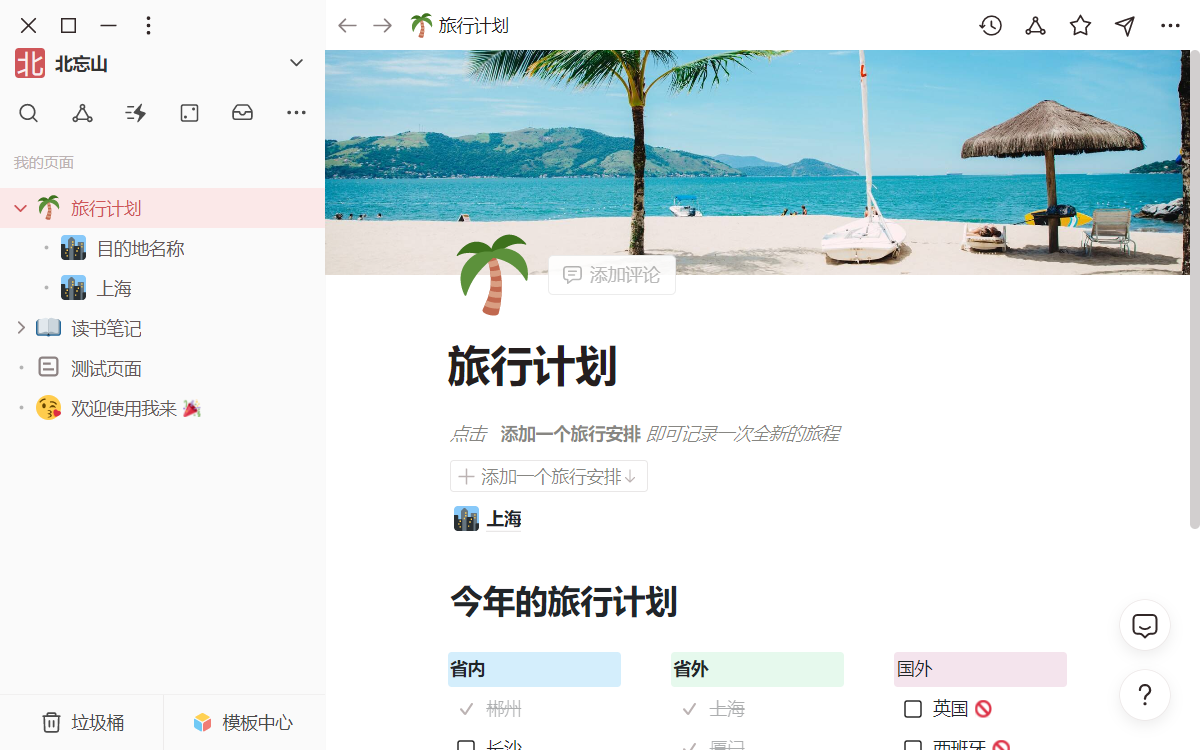 旅行计划
北 北忘山
我的页面
旅行计划
目的地名称
上海
读书笔记
测试页面
欢迎使用我来
垃圾桶
模板中心
添加评论
旅行计划
点击 添加一个旅行安排 即可记录一次全新的旅程
添加一个旅行安排↓
上海
今年的旅行计划
省内 省外 国外
郴州 上海 英国
长沙 厦门 西班牙
?